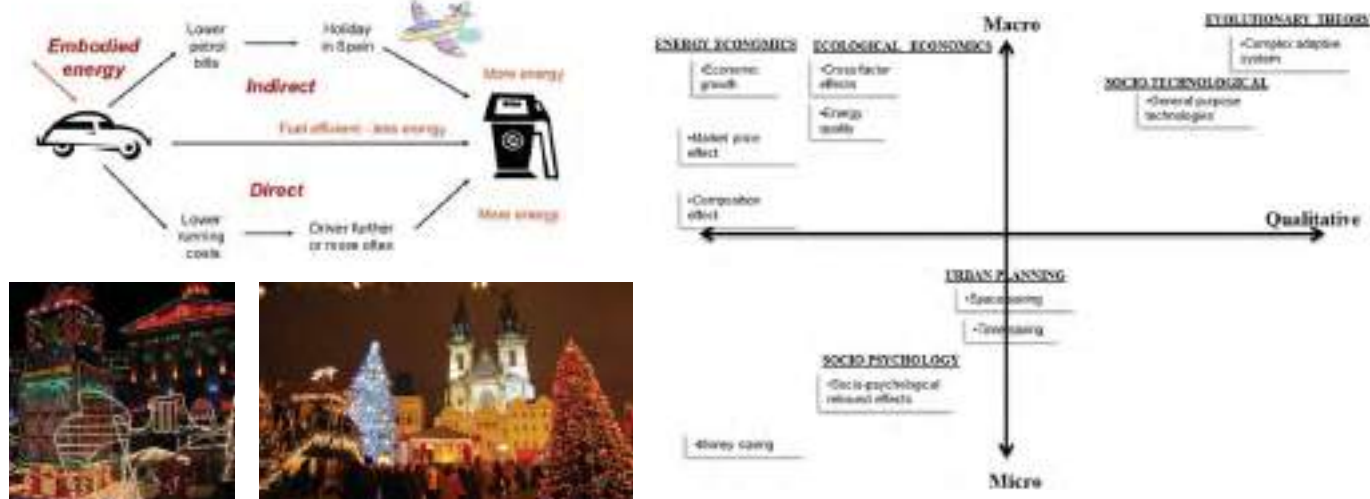 Embodied
energy
Lower
petrol
bills
Holiday
in Spain
More energy
Indirect
Fuel efficient - less energy
Direct
More energy
Lower
running
costs
Driver further
or more often
Macro
EVOLUTIONARY THEORY
•Complex adaptive
system
SOCIO TECHNOLOGICAL
•General purpose
technologies
ENERGY ECONOMICS
•Economic
growth
•Market price
effect
•Composition
effect
ECOLOGICAL ECONOMICS
•Cross factor
effects
•Energy
quality
Qualitative
URBAN PLANNING
•Space saving
•Time saving
SOCIO PSYCHOLOGY
•Socio-psychological
rebound effects
•Money saving
Micro